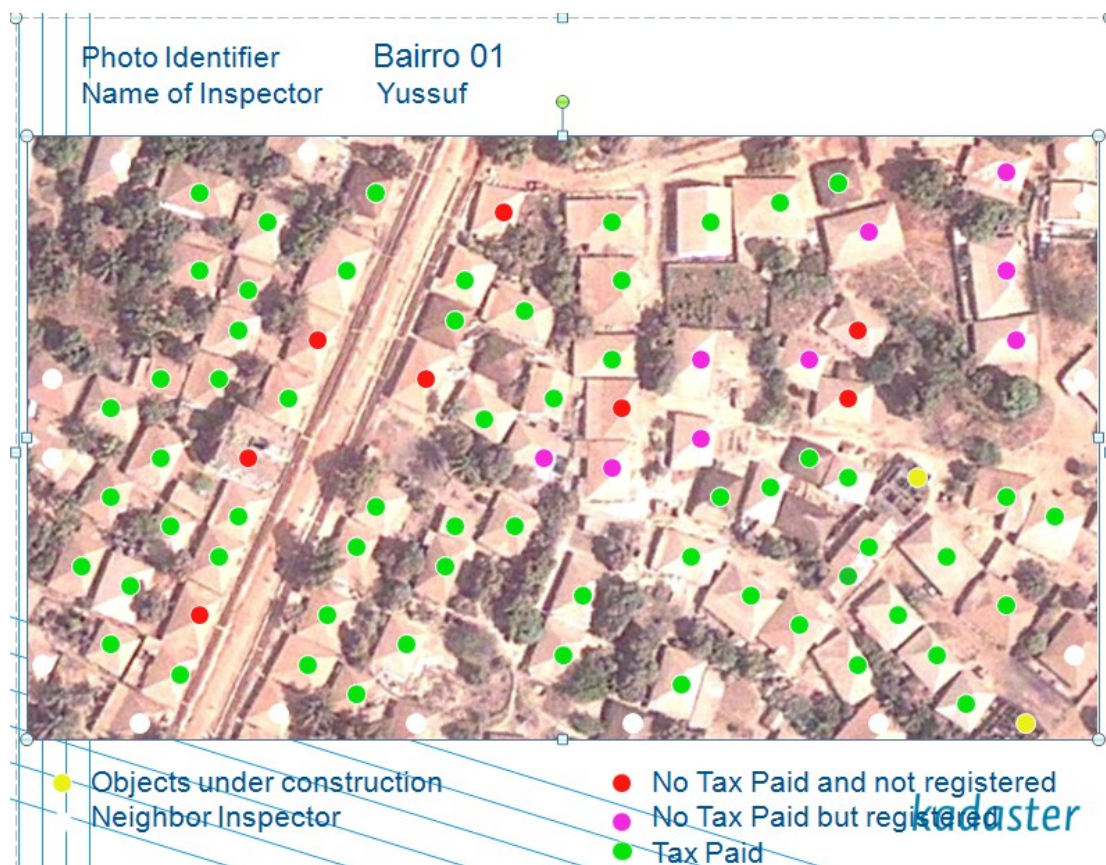 Photo Identifier Bairro 01
Name of Inspector Yussuf
Objects under construction
Neighbor Inspector
No Tax Paid and not registered
No Tax Paid but registered
Tax Paid
kadaster